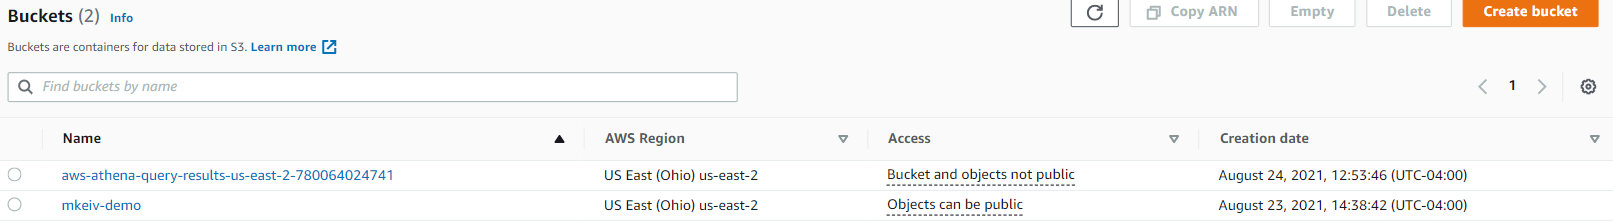 Buckets (2) Info
Copy ARN Empty Delete Create bucket
Buckets are containers for data stored in S3. Learn more
Find buckets by name
1
Name AWS Region Access Creation date
aws-athena-query-results-us-east-2-780064024741 US East (Ohio) us-east-2 Bucket and objects not public August 24, 2021, 12:53:46 (UTC-04:00)
mkeiv-demo US East (Ohio) us-east-2 Objects can be public August 23, 2021, 14:38:42 (UTC-04:00)